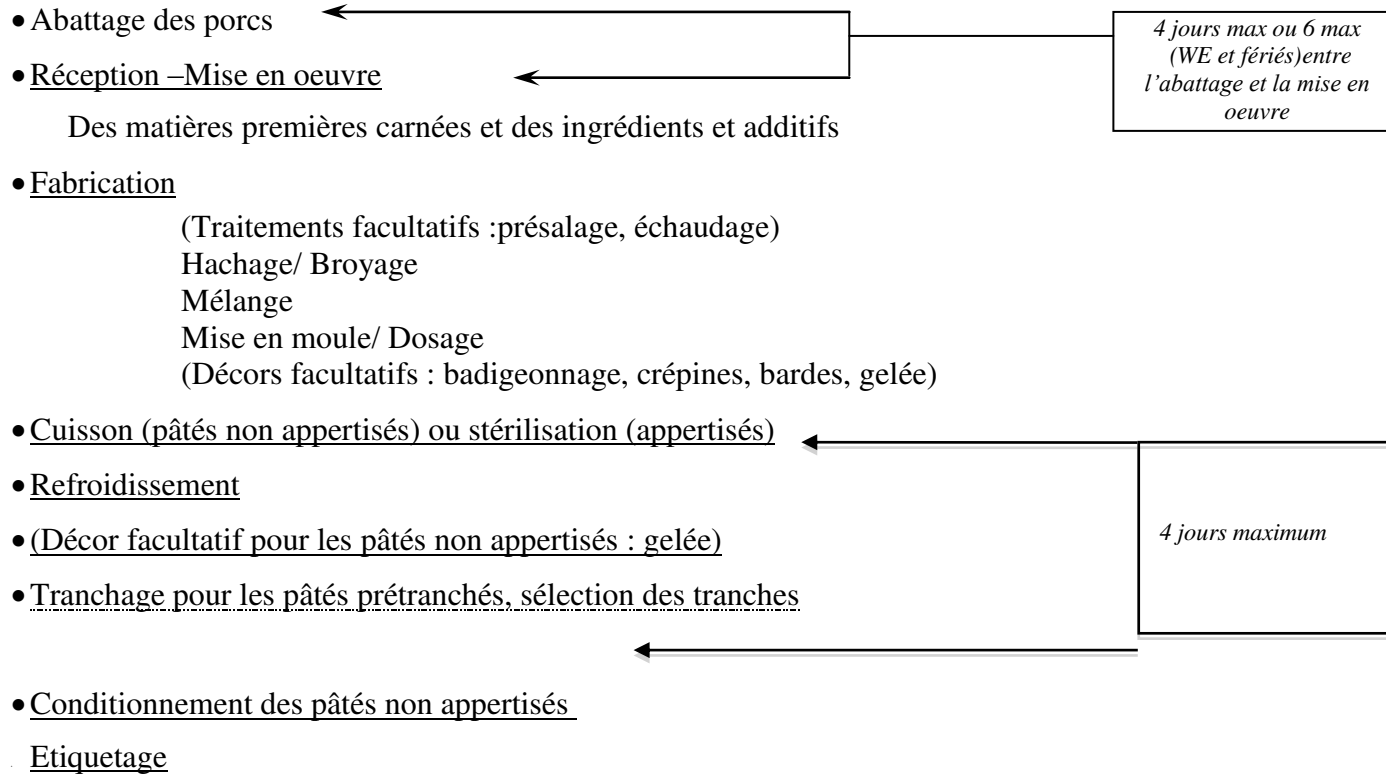 • Abattage des porcs
4 jours max ou 6 max
(WE et fériés)entre
l'abattage et la mise en
oeuvre
• Réception –Mise en oeuvre
Des matières premières carnées et des ingrédients et additifs
• Fabrication
(Traitements facultatifs :présalage, échaudage)
Hachage/ Broyage
Mélange
Mise en moule/ Dosage
(Décors facultatifs : badigeonnage, crépines, bardes, gelée)
• Cuisson (pâtés non appertisés) ou stérilisation (appertisés)
• Refroidissement
• (Décor facultatif pour les pâtés non appertisés : gelée)
4 jours maximum
• Tranchage pour les pâtés prétranchés, sélection des tranches
• Conditionnement des pâtés non appertisés
Etiquetage